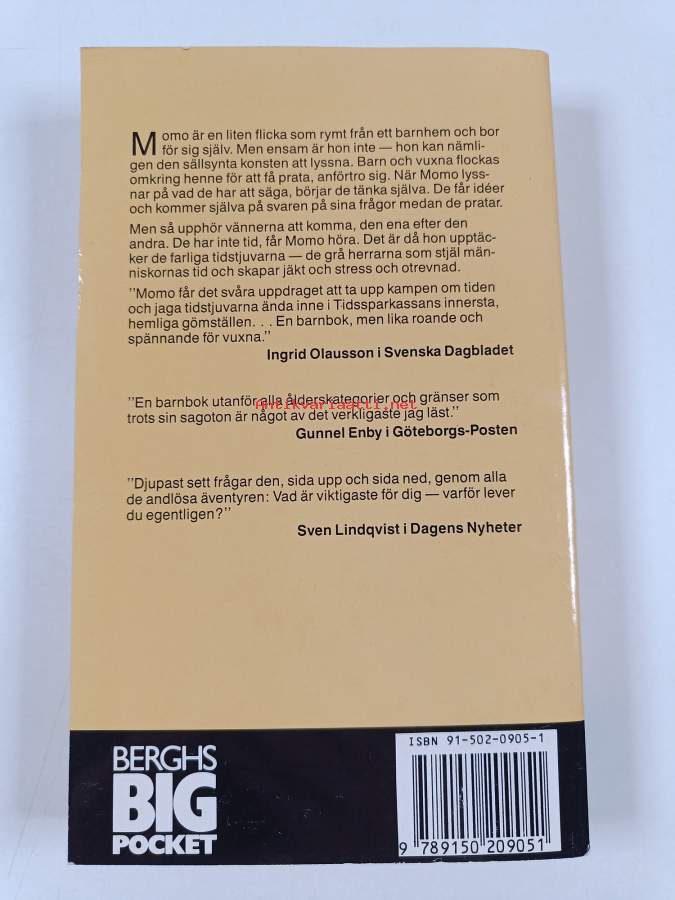 Momo är en liten flicka som rymt från ett barnhem och bor
för sig själv. Men ensam är hon inte — hon kan nämli-
gen den sällsynta konsten att lyssna. Barn och vuxna flockas
omkring henne för att få prata, anförtro sig. När Momo lyss-
nar på vad de har att säga, börjar de tänka själva. De får idéer
och kommer själva på svaren på sina frågor medan de pratar.
Men så upphör vännerna att komma, den ena efter den
andra. De har inte tid, får Momo höra. Det är då hon upptäc-
ker de farliga tidstjuvarna — de grå herrarna som stjäl män-
niskornas tid och skapar jäkt och stress och otrevnad.
"Momo får det svåra uppdraget att ta upp kampen om tiden
och jaga tidstjuvarna ända inne i Tidssparkassans innersta,
hemliga gömställen. . . En barnbok, men lika roande och
spännande för vuxna."
Ingrid Olausson i Svenska Dagbladet
"En barnbok utanför alla ålderskategorier och gränser som
antikvariaatti.net
trots sin sagoton är något av det verkligaste jag läst."
Gunnel Enby i Göteborgs-Posten
"Djupast sett frågar den, sida upp och sida ned, genom alla
de andlösa äventyren: Vad är viktigaste för dig — varför lever
du egentligen?"
Sven Lindqvist i Dagens Nyheter
ISBN 91-502-0905-1
BERGHS
BIG
POCKET
9 789150 209051